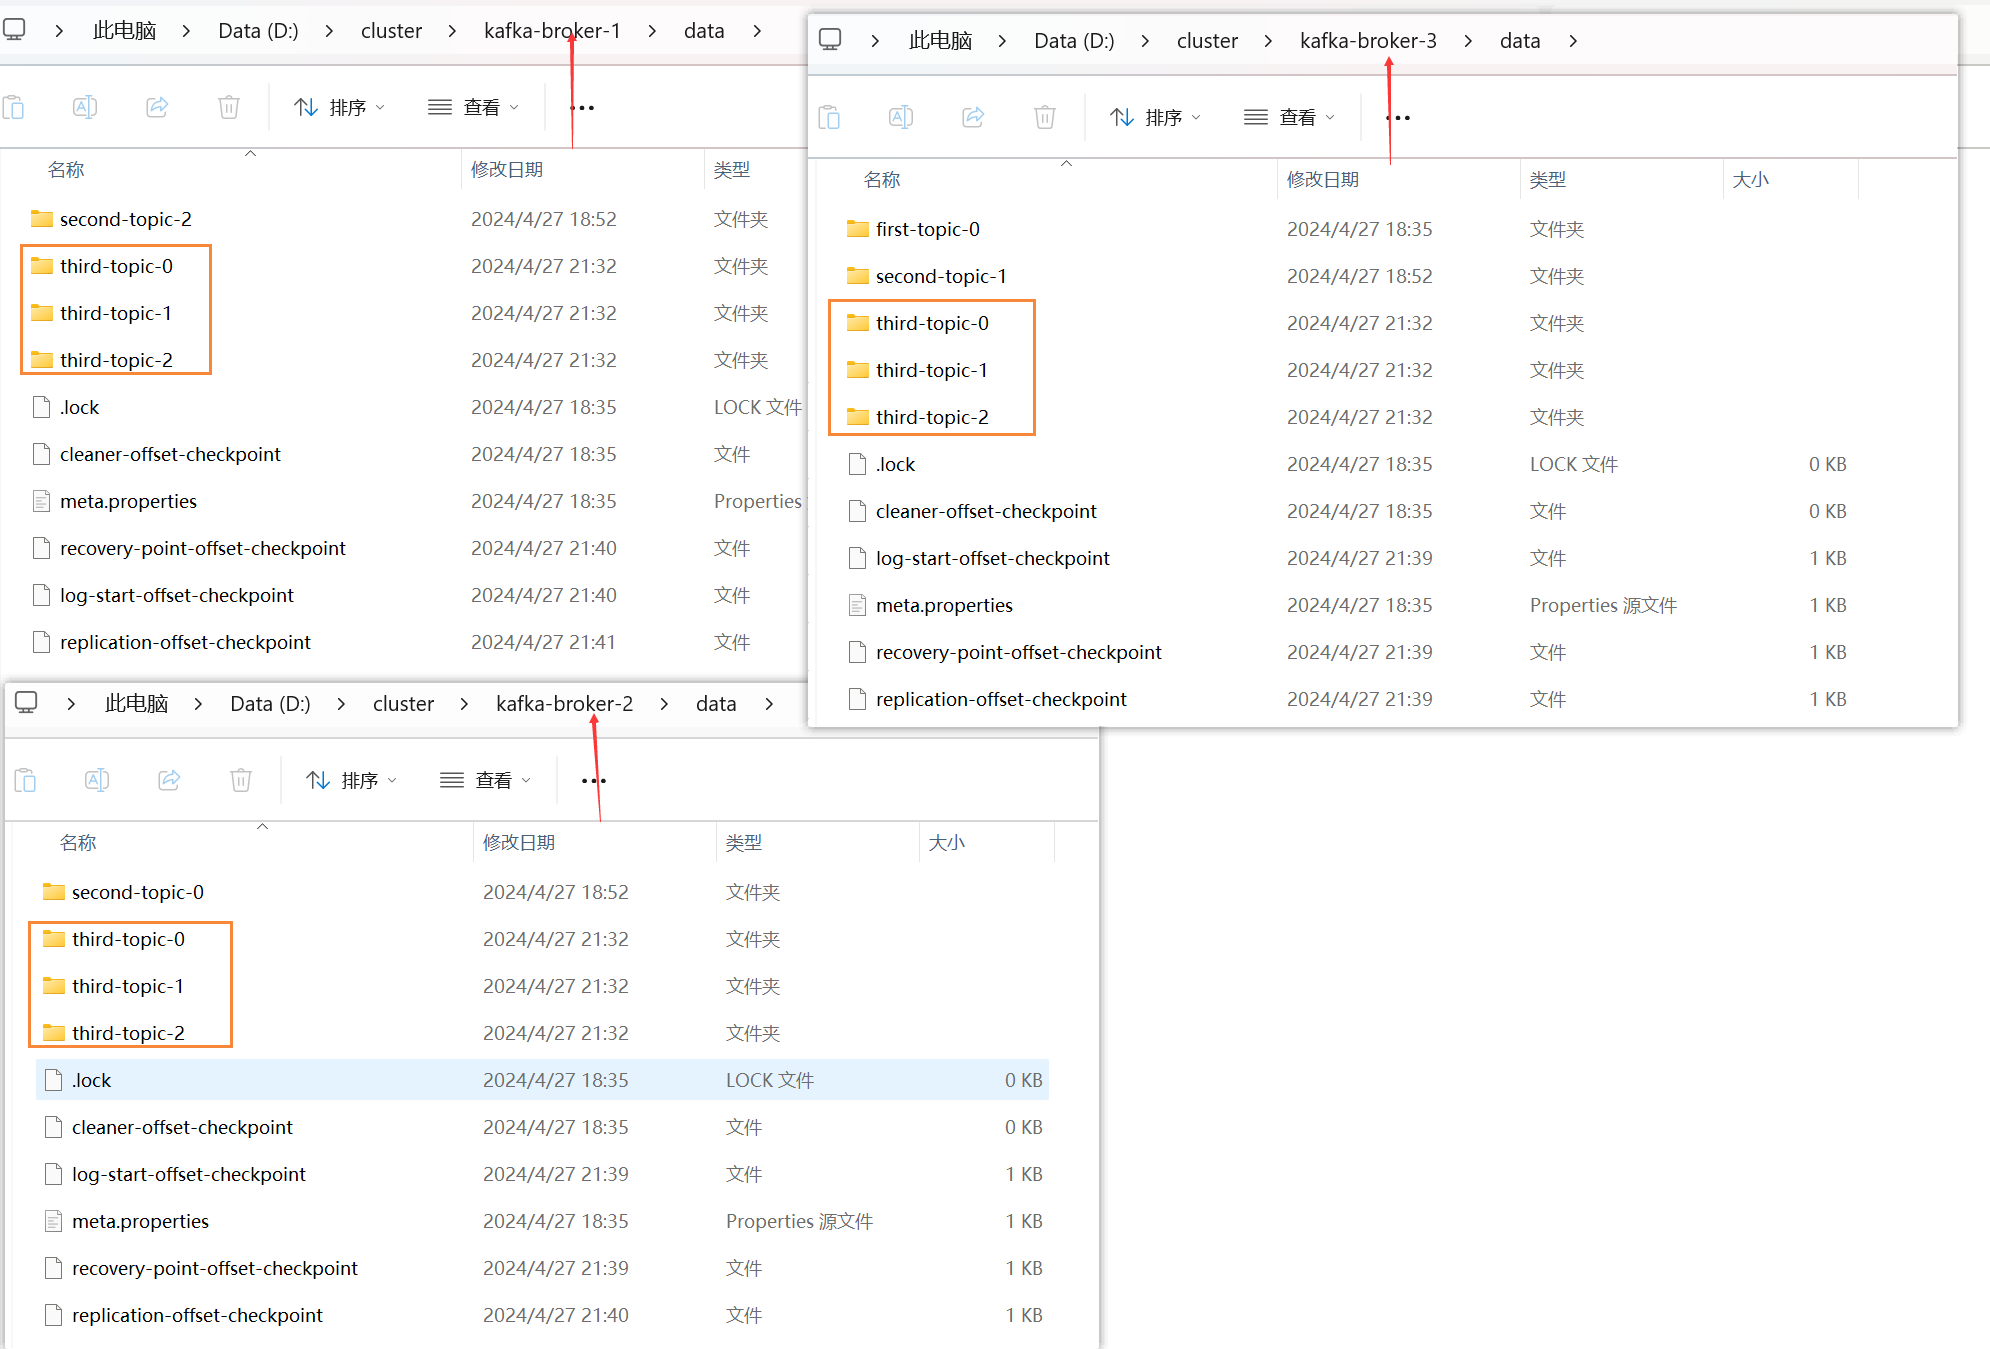 此电脑 > Data (D:) > cluster > kafka-broker-1 > data >
排序 查看 •••
名称 修改日期 类型
second-topic-2 2024/4/27 18:52 文件夹
third-topic-0 2024/4/27 21:32 文件夹
third-topic-1 2024/4/27 21:32 文件夹
third-topic-2 2024/4/27 21:32 文件夹
.lock 2024/4/27 18:35 LOCK 文件
cleaner-offset-checkpoint 2024/4/27 18:35 文件
meta.properties 2024/4/27 18:35 Properties
recovery-point-offset-checkpoint 2024/4/27 21:40 文件
log-start-offset-checkpoint 2024/4/27 21:40 文件
replication-offset-checkpoint 2024/4/27 21:41 文件
此电脑 > Data (D:) > cluster > kafka-broker-3 > data >
排序 查看 •••
名称 修改日期 类型 大小
first-topic-0 2024/4/27 18:35 文件夹
second-topic-1 2024/4/27 18:52 文件夹
third-topic-0 2024/4/27 21:32 文件夹
third-topic-1 2024/4/27 21:32 文件夹
third-topic-2 2024/4/27 21:32 文件夹
.lock 2024/4/27 18:35 LOCK 文件 0 KB
cleaner-offset-checkpoint 2024/4/27 18:35 文件 0 KB
log-start-offset-checkpoint 2024/4/27 21:39 文件 1 KB
meta.properties 2024/4/27 18:35 Properties 源文件 1 KB
recovery-point-offset-checkpoint 2024/4/27 21:39 文件 1 KB
replication-offset-checkpoint 2024/4/27 21:39 文件 1 KB
此电脑 > Data (D:) > cluster > kafka-broker-2 > data >
排序 查看 •••
名称 修改日期 类型 大小
second-topic-0 2024/4/27 18:52 文件夹
third-topic-0 2024/4/27 21:32 文件夹
third-topic-1 2024/4/27 21:32 文件夹
third-topic-2 2024/4/27 21:32 文件夹
.lock 2024/4/27 18:35 LOCK 文件 0 KB
cleaner-offset-checkpoint 2024/4/27 18:35 文件 0 KB
log-start-offset-checkpoint 2024/4/27 21:39 文件 1 KB
meta.properties 2024/4/27 18:35 Properties 源文件 1 KB
recovery-point-offset-checkpoint 2024/4/27 21:39 文件 1 KB
replication-offset-checkpoint 2024/4/27 21:40 文件 1 KB